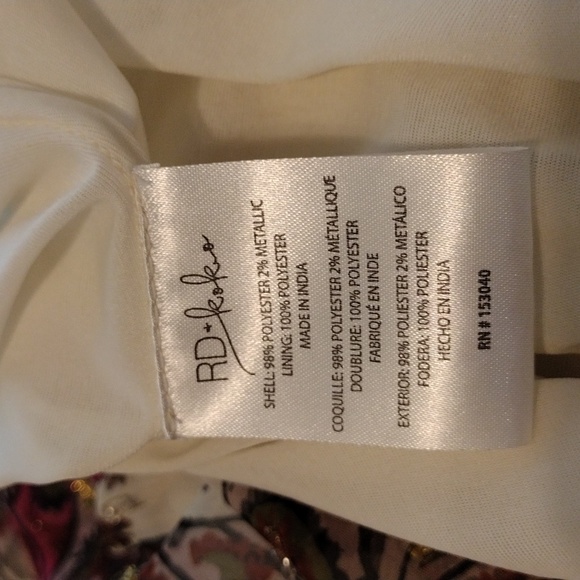 RD+koko
SHELL: 98% POLYESTER 2% METALLIC
LINING: 100% POLYESTER
MADE IN INDIA
COQUILLE: 98% POLYESTER 2% MÉTALLIQUE
DOUBLURE: 100% POLYESTER
FABRIQUÉ EN INDE
EXTERIOR: 98% POLIESTER 2% METÁLICO
FODERA: 100% POLIESTER
HECHO EN INDIA
RN # 153040